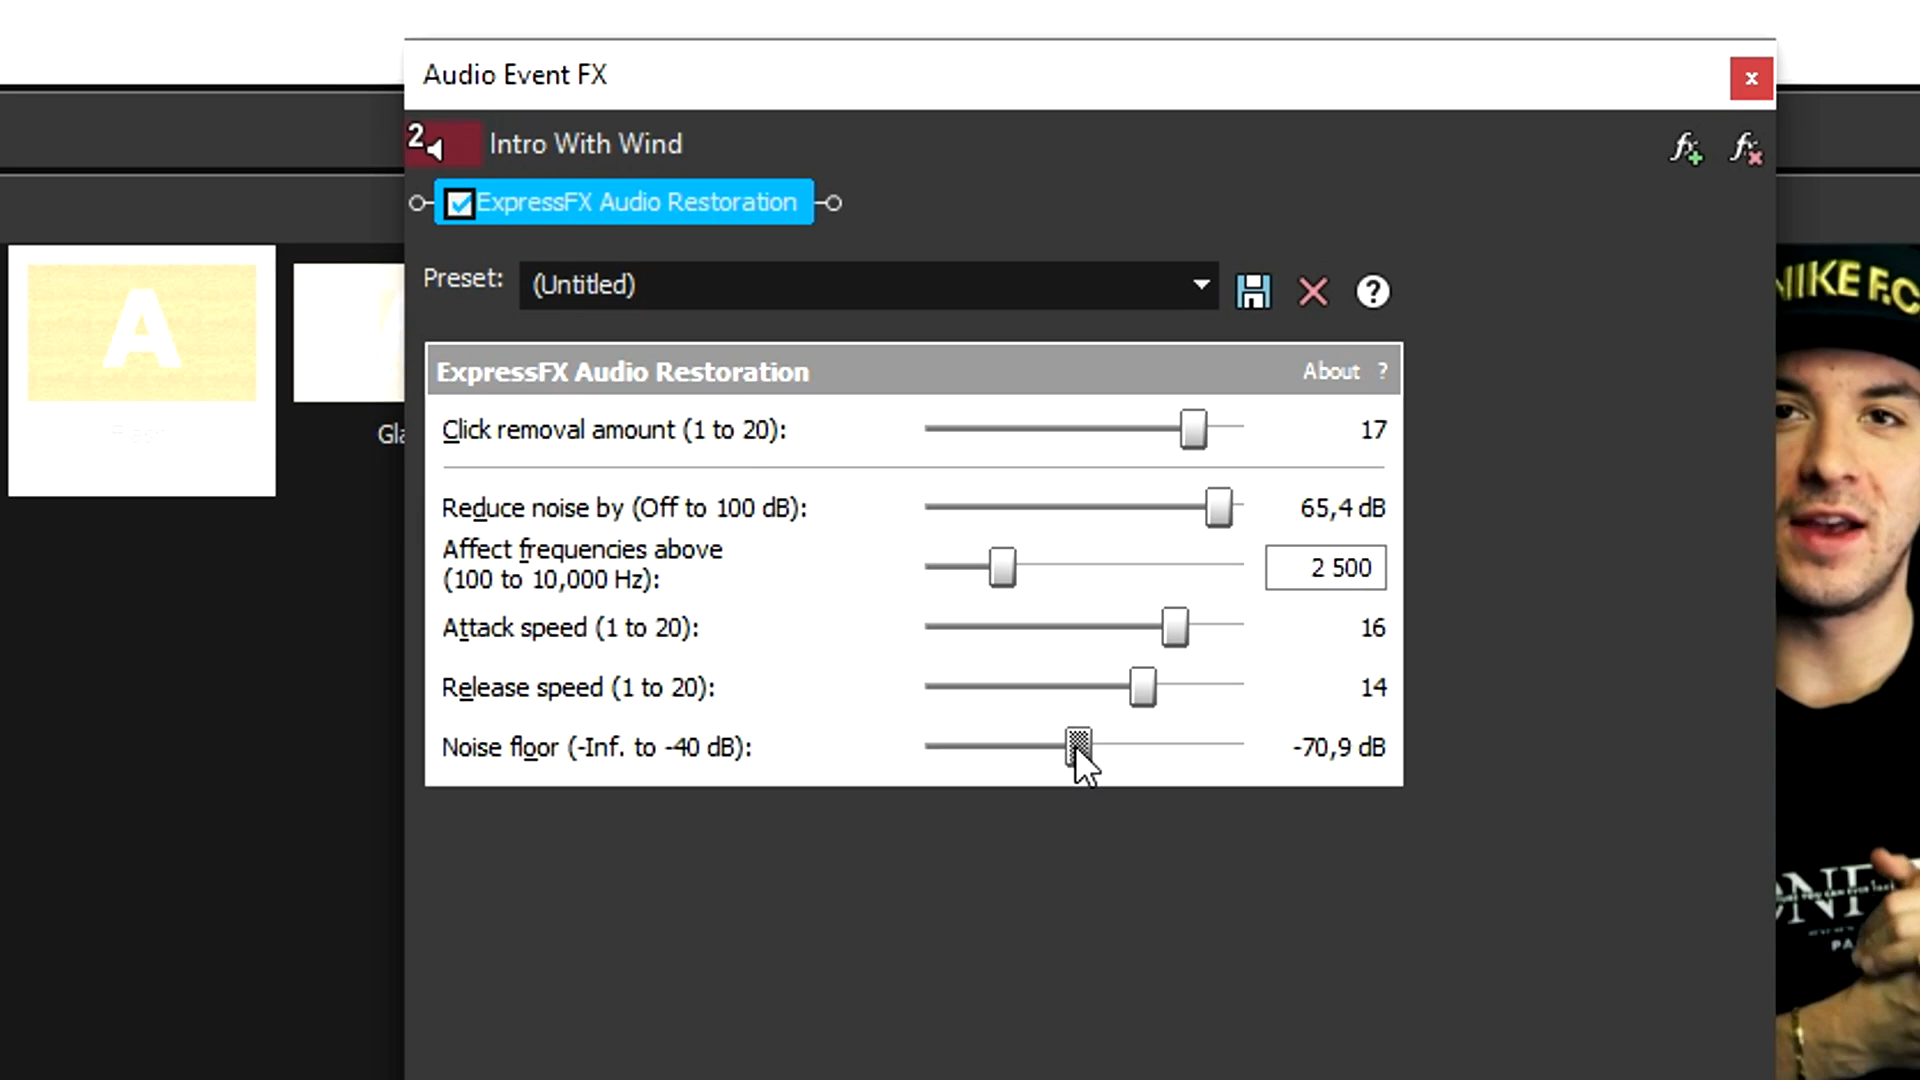 Audio Event FX
x
2
Intro With Wind
ExpressFX Audio Restoration
Preset: (Untitled)
A
Gla
ExpressFX Audio Restoration About ?
Click removal amount (1 to 20): 17
Reduce noise by (Off to 100 dB): 65,4 dB
Affect frequencies above
(100 to 10,000 Hz): 2 500
Attack speed (1 to 20): 16
Release speed (1 to 20): 14
Noise floor (-Inf. to -40 dB): -70,9 dB
NIKE F.C